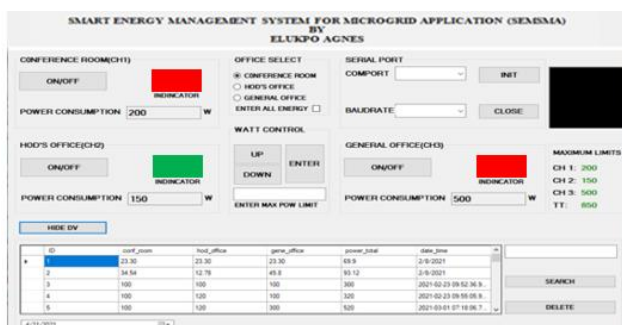 SMART ENERGY MANAGEMENT SYSTEM FOR MICROGRID APPLICATION (SEMSMA)
BY
ELUKPO AGNES
CONFERENCE ROOM(CH1)
ON/OFF
INDINCATOR
POWER CONSUMPTION 200 W
OFFICE SELECT
CONFERENCE ROOM
HOD'S OFFICE
GENERAL OFFICE
ENTER ALL ENERGY
SERIAL PORT
COMPORT INIT
BAUDRATE CLOSE
HOD'S OFFICE(CH2)
ON/OFF
INDINCATOR
POWER CONSUMPTION 150 W
WATT CONTROL
UP
DOWN
ENTER
ENTER MAX POW LIMIT
GENERAL OFFICE(CH3)
ON/OFF
INDINCATOR
POWER CONSUMPTION 500 W
MAXIMUM LIMITS
CH 1: 200
CH 2: 150
CH 3: 500
TT: 850
HIDE DV
ID conf_room hod_office gene_office power_total date_time
1 23.30 23.30 23.30 69.9 2/8/2021
2 34.54 12.78 45.8 93.12 2/9/2021
3 100 100 100 300 2021-02-23 09:52:36.9...
4 100 120 100 320 2021-02-23 09:55:05.9...
5 100 120 300 520 2021-03-01 07:18:06.7...
SEARCH
DELETE